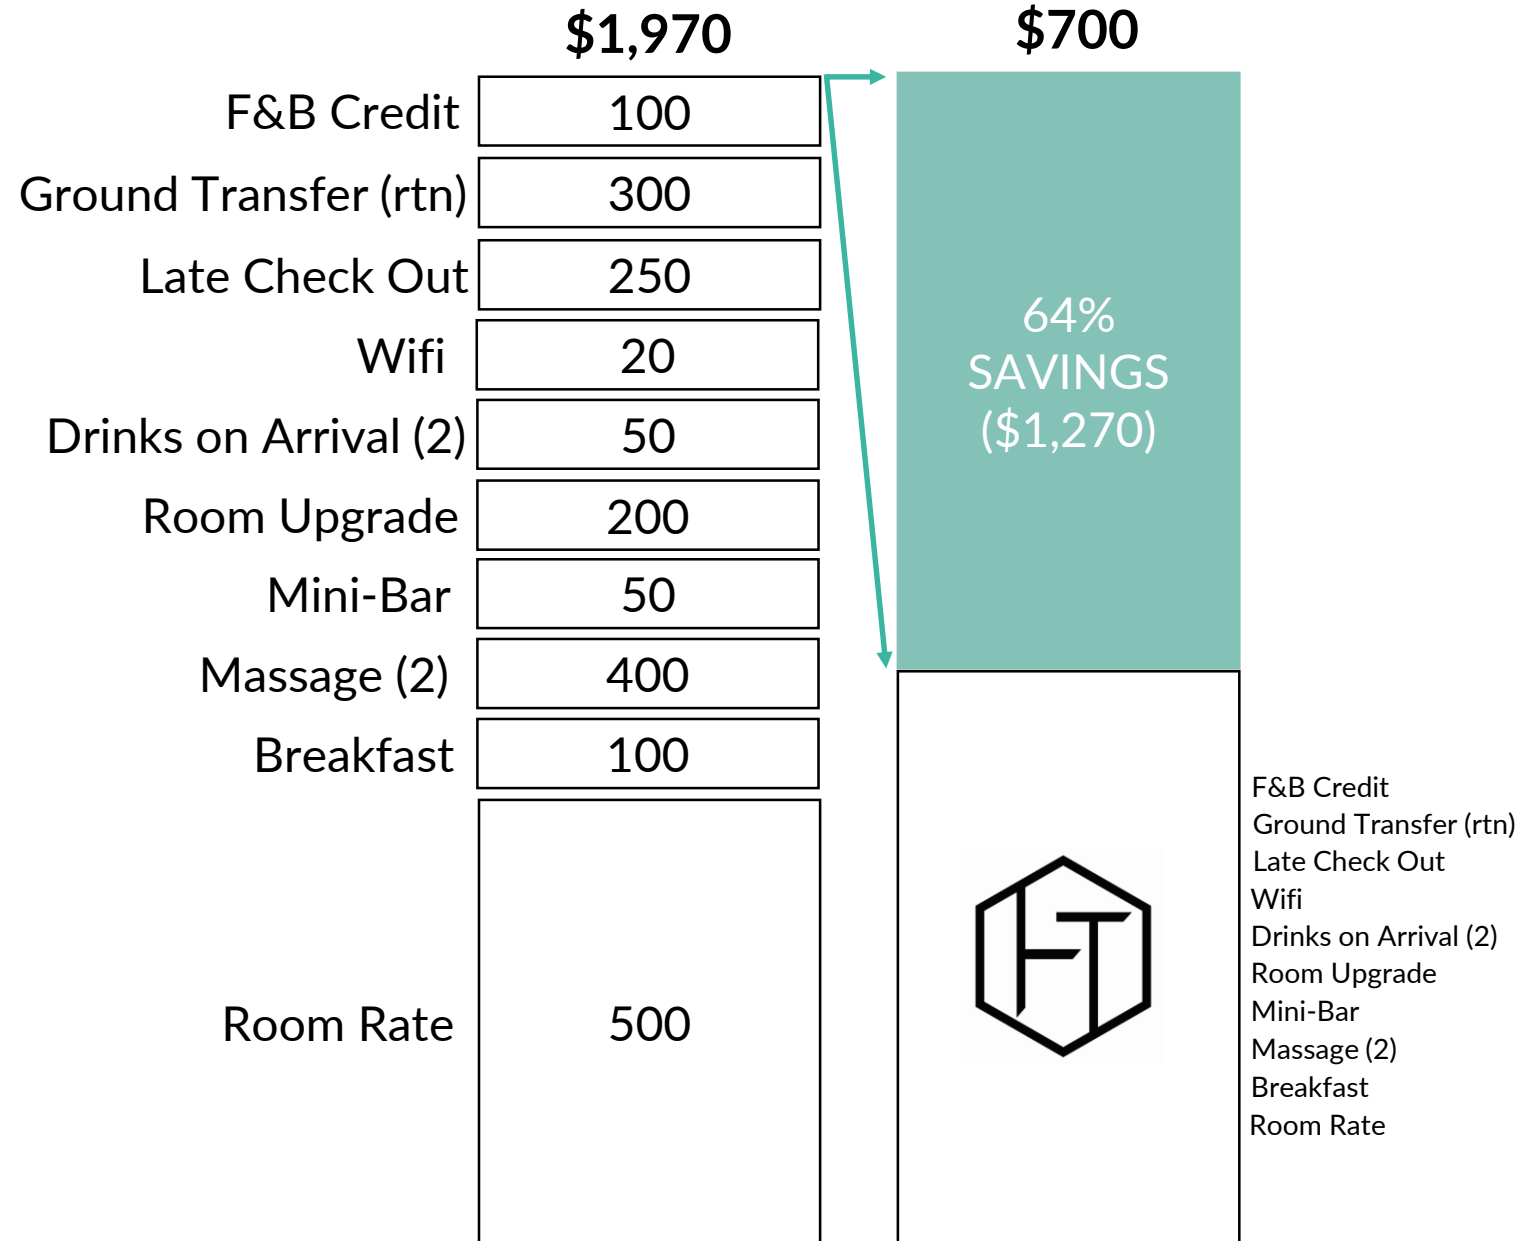 $1,970
$700
F&B Credit 100
Ground Transfer (rtn) 300
Late Check Out 250
Wifi 20
Drinks on Arrival (2) 50
Room Upgrade 200
Mini-Bar 50
Massage (2) 400
Breakfast 100
Room Rate 500
64%
SAVINGS
($1,270)
HT
F&B Credit
Ground Transfer (rtn)
Late Check Out
Wifi
Drinks on Arrival (2)
Room Upgrade
Mini-Bar
Massage (2)
Breakfast
Room Rate